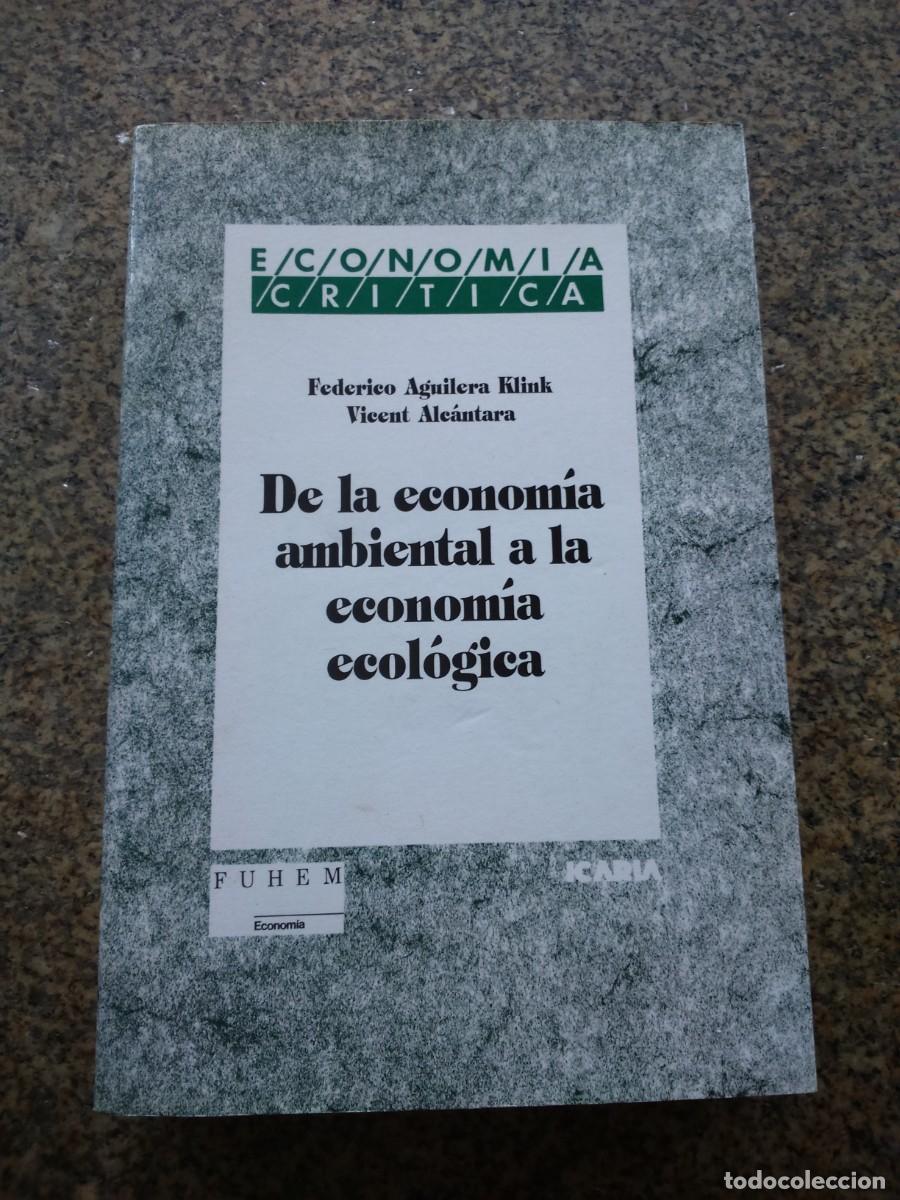 E/C/O/N/O/M/I/A
/C/R/I/T/I/C/A
Federico Aguilera Klink
Vicent Alcántara
De la economía
ambiental a la
economía
ecológica
FUHEM
Economía
ICARIA
todocoleccion